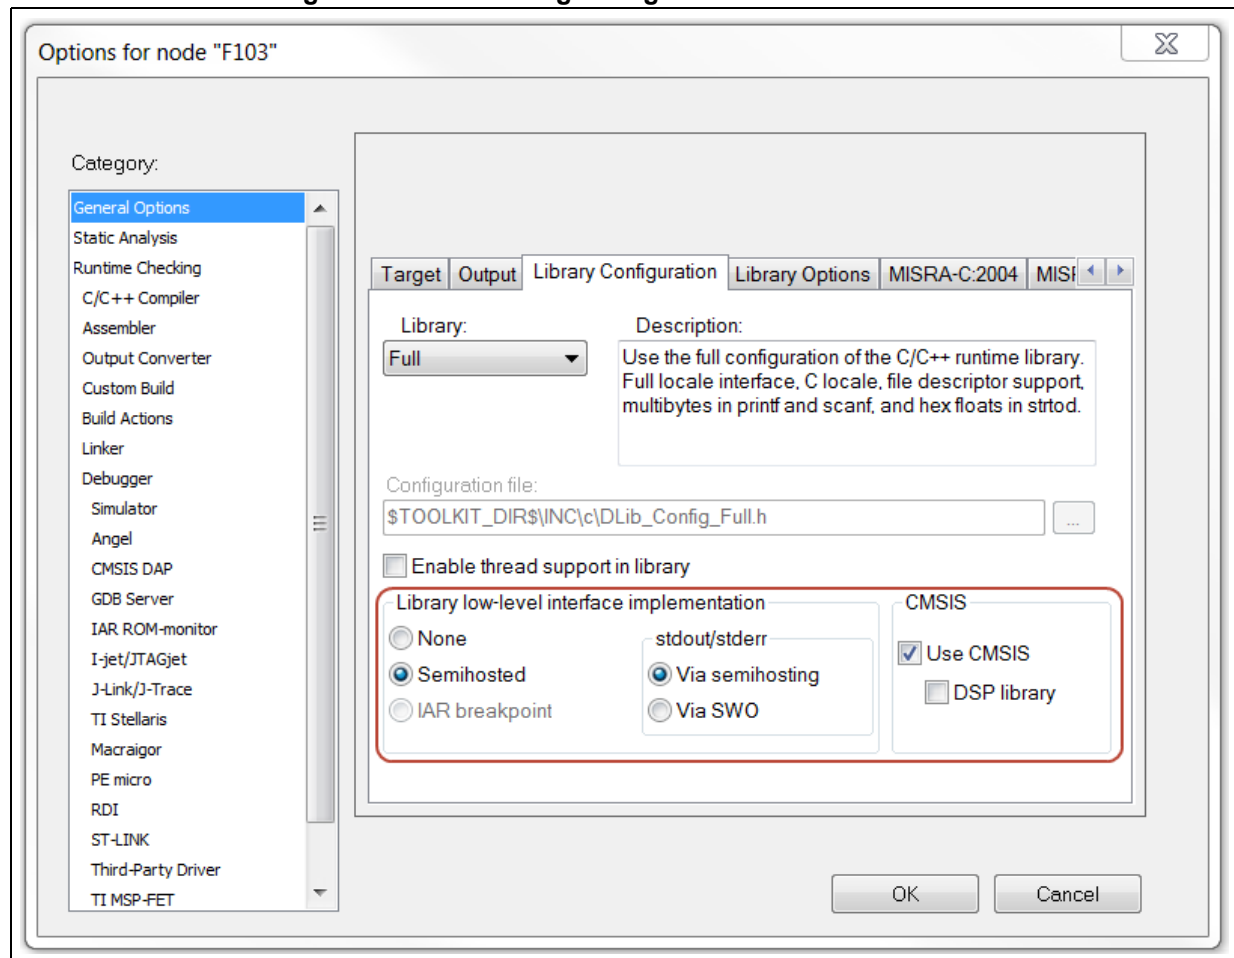 Options for node "F103"
Category:
General Options
Static Analysis
Runtime Checking
C/C++ Compiler
Assembler
Output Converter
Custom Build
Build Actions
Linker
Debugger
Simulator
Angel
CMSIS DAP
GDB Server
IAR ROM-monitor
I-jet/JTAGjet
J-Link/J-Trace
TI Stellaris
Macraigor
PE micro
RDI
ST-LINK
Third-Party Driver
TI MSP-FET
Target Output Library Configuration Library Options MISRA-C:2004
Library: Description:
Full
Use the full configuration of the C/C++ runtime library.
Full locale interface, C locale, file descriptor support,
multibytes in printf and scanf, and hex floats in strtod.
Configuration file:
$TOOLKIT_DIR$\INC\c\DLib_Config_Full.h ...
Enable thread support in library
Library low-level interface implementation
None
Semihosted
IAR breakpoint
stdout/stderr
Via semihosting
Via SWO
CMSIS
Use CMSIS
DSP library
OK Cancel